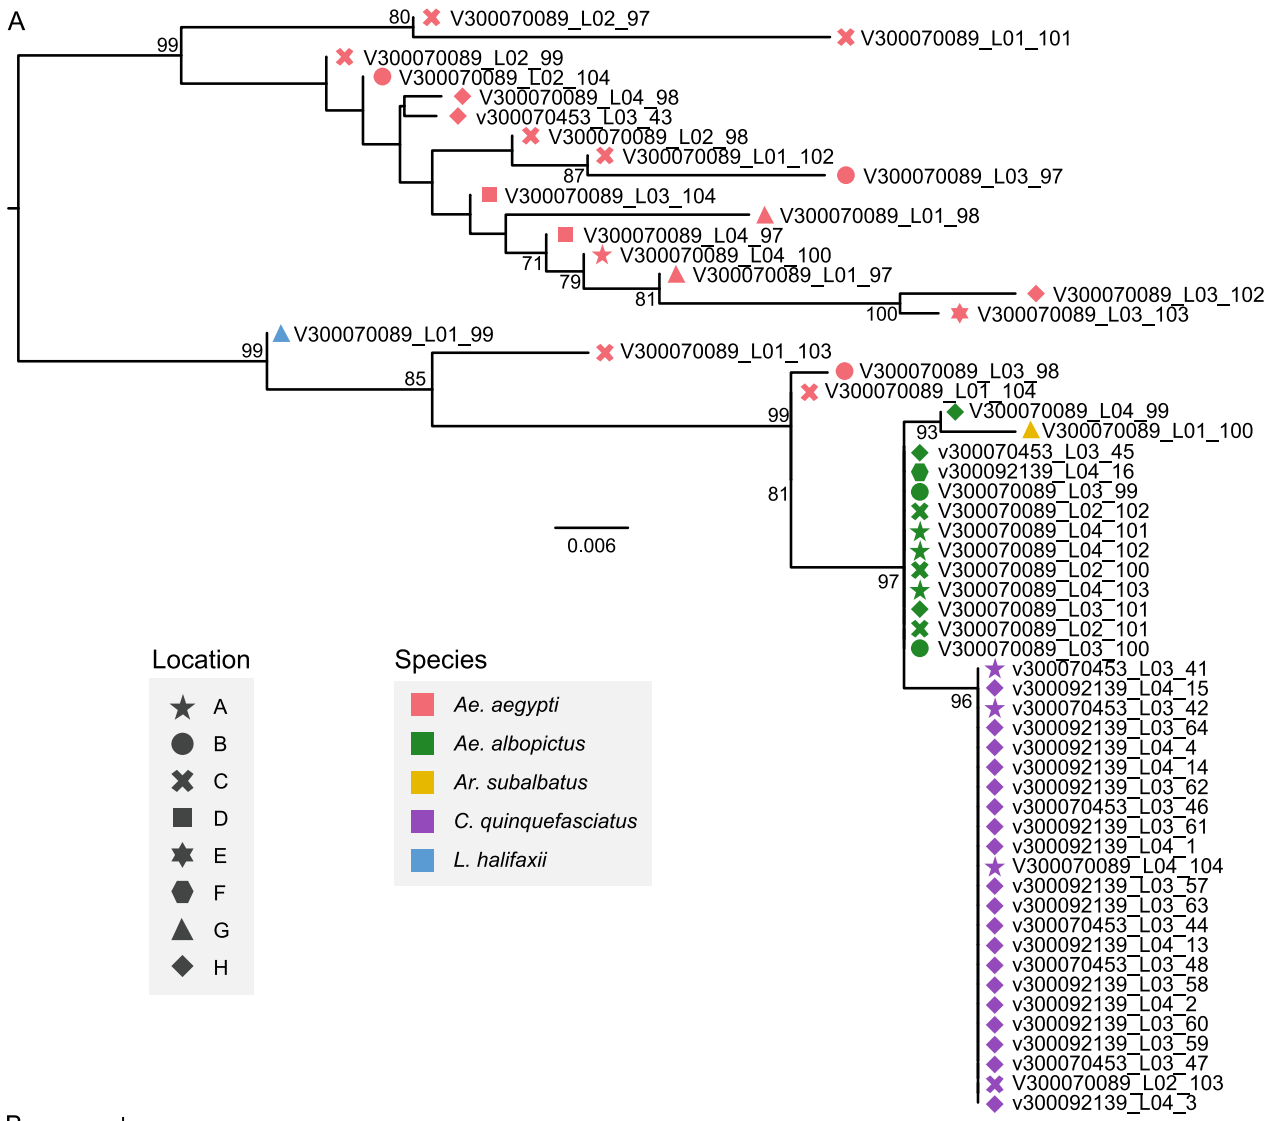 A
80
V300070089_L02_97
V300070089_L01_101
99
V300070089_L02_99
V300070089_L02_104
V300070089_L04_98
v300070453_L03_43
V300070089_L02_98
V300070089_L01_102
87
V300070089_L03_97
V300070089_L03_104
V300070089_L01_98
V300070089_L04_97
71
V300070089_L04_100
79
V300070089_L01_97
81
V300070089_L03_102
100
V300070089_L03_103
V300070089_L01_99
99
V300070089_L01_103
85
V300070089_L03_98
V300070089_L01_104
99
V300070089_L04_99
93
V300070089_L01_100
v300070453_L03_45
v300092139_L04_16
81
V300070089_L03_99
V300070089_L02_102
V300070089_L04_101
0.006
V300070089_L04_102
V300070089_L02_100
97
V300070089_L04_103
V300070089_L03_101
V300070089_L02_101
V300070089_L03_100
v300070453_L03_41
v300092139_L04_15
96
v300070453_L03_42
v300092139_L03_64
v300092139_L04_4
v300092139_L04_14
v300092139_L03_62
v300070453_L03_46
v300092139_L03_61
v300092139_L04_1
V300070089_L04_104
v300092139_L03_57
v300092139_L03_63
v300070453_L03_44
v300092139_L04_13
v300070453_L03_48
v300092139_L03_58
v300092139_L04_2
v300092139_L03_60
v300092139_L03_59
v300070453_L03_47
V300070089_L02_103
v300092139_L04_3
Location
A
B
C
D
E
F
G
H
Species
Ae. aegypti
Ae. albopictus
Ar. subalbatus
C. quinquefasciatus
L. halifaxii